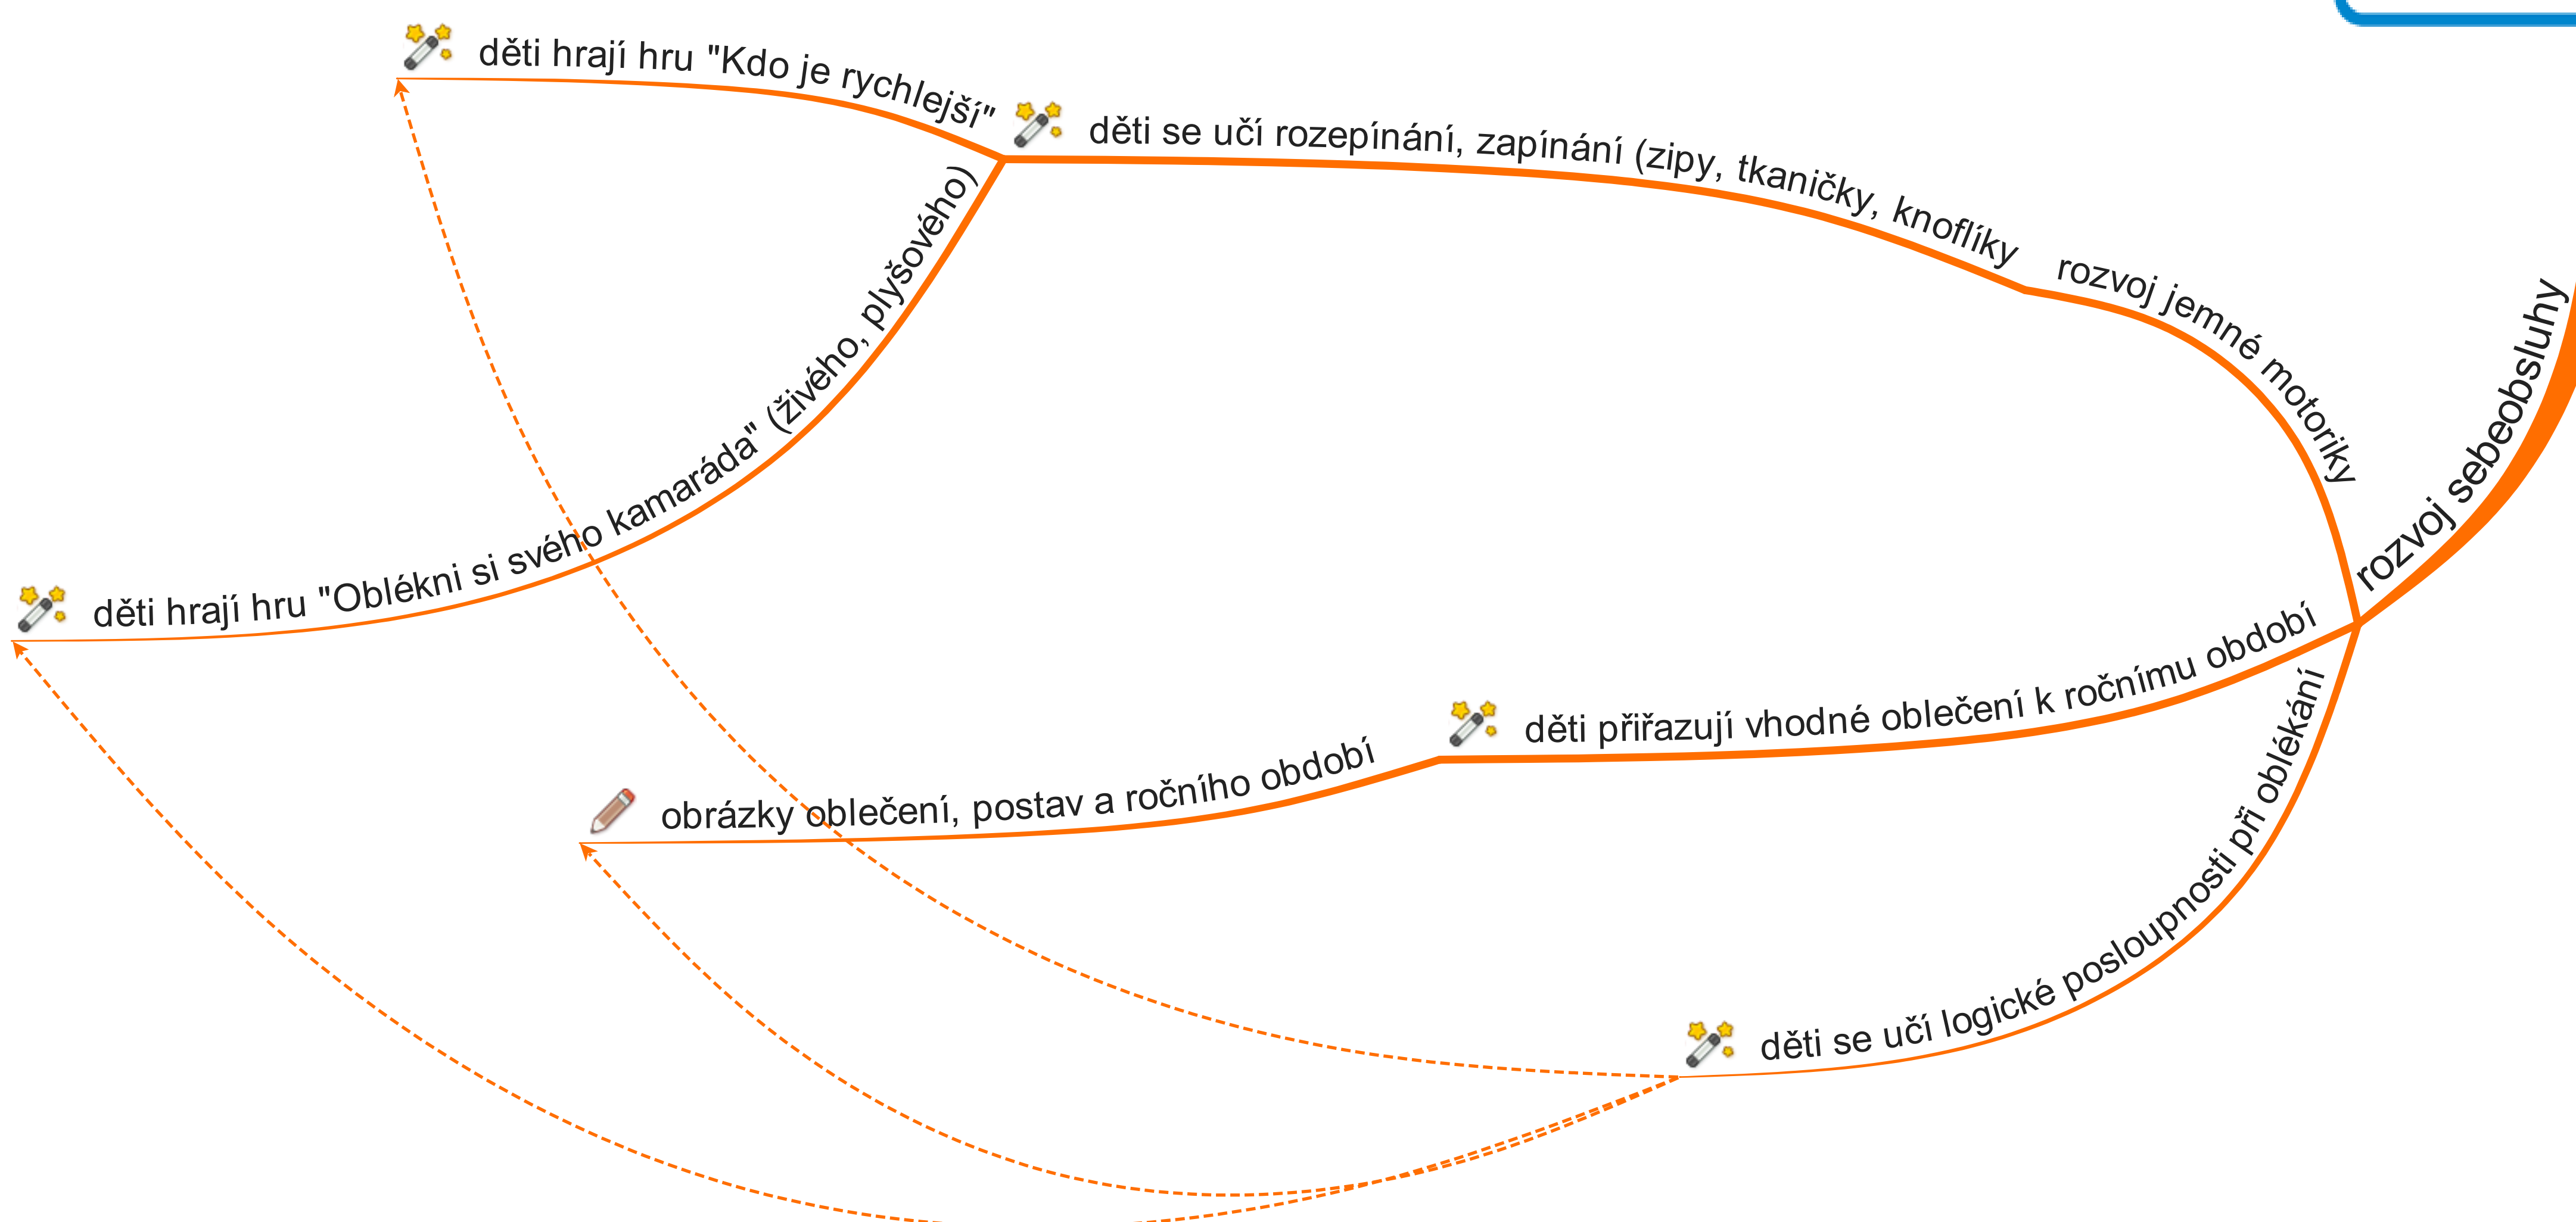 děti hrají hru "Kdo je rychlejší"
děti se učí rozepínání, zapínání (zipy, tkaničky, knoflíky
rozvoj jemné motoriky
rozvoj sebeobsluhy
děti hrají hru "Oblékni si svého kamaráda" (živého, plyšového)
děti přiřazují vhodné oblečení k ročnímu období
obrázky oblečení, postav a ročního období
děti se učí logické posloupnosti při oblékání